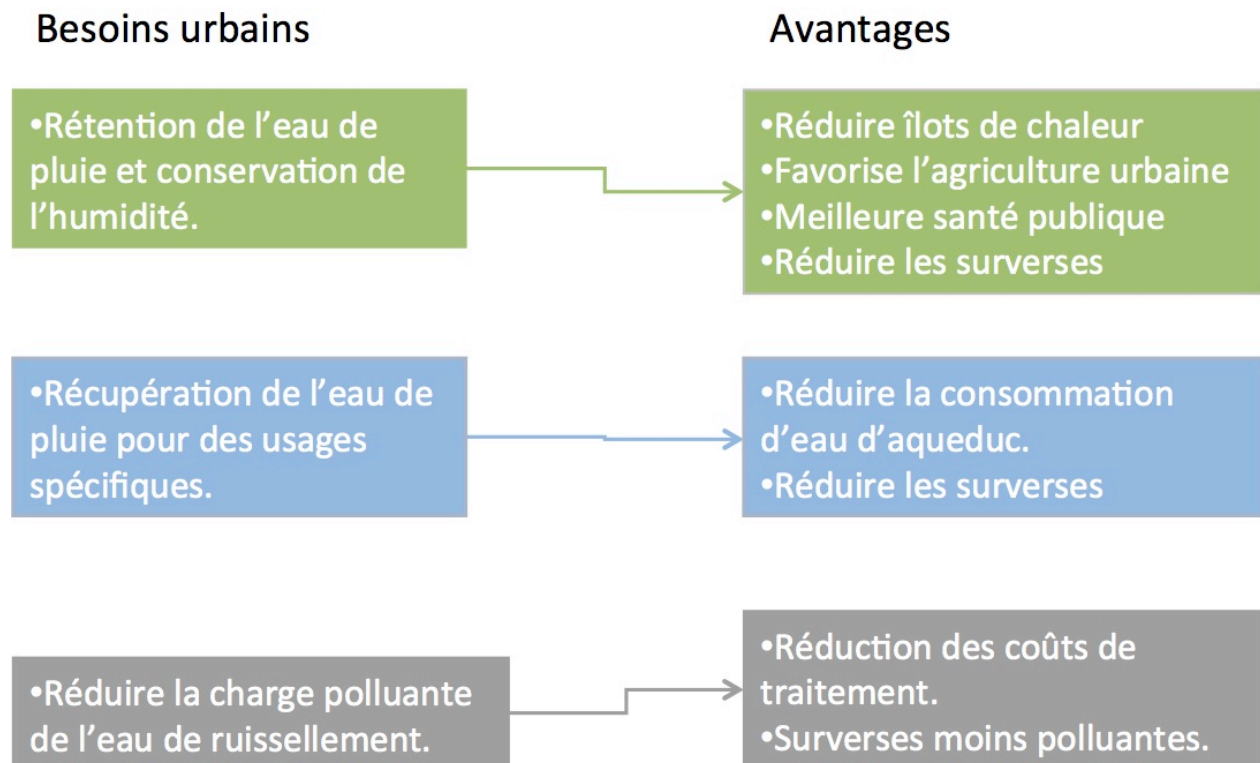 Besoins urbains
Avantages
•Rétention de l’eau de
pluie et conservation de
l’humidité.
•Réduire îlots de chaleur
•Favorise l’agriculture urbaine
•Meilleure santé publique
•Réduire les surverses
•Récupération de l’eau de
pluie pour des usages
spécifiques.
•Réduire la consommation
d’eau d’aqueduc.
•Réduire les surverses
•Réduire la charge polluante
de l’eau de ruissellement.
•Réduction des coûts de
traitement.
•Surverses moins polluantes.